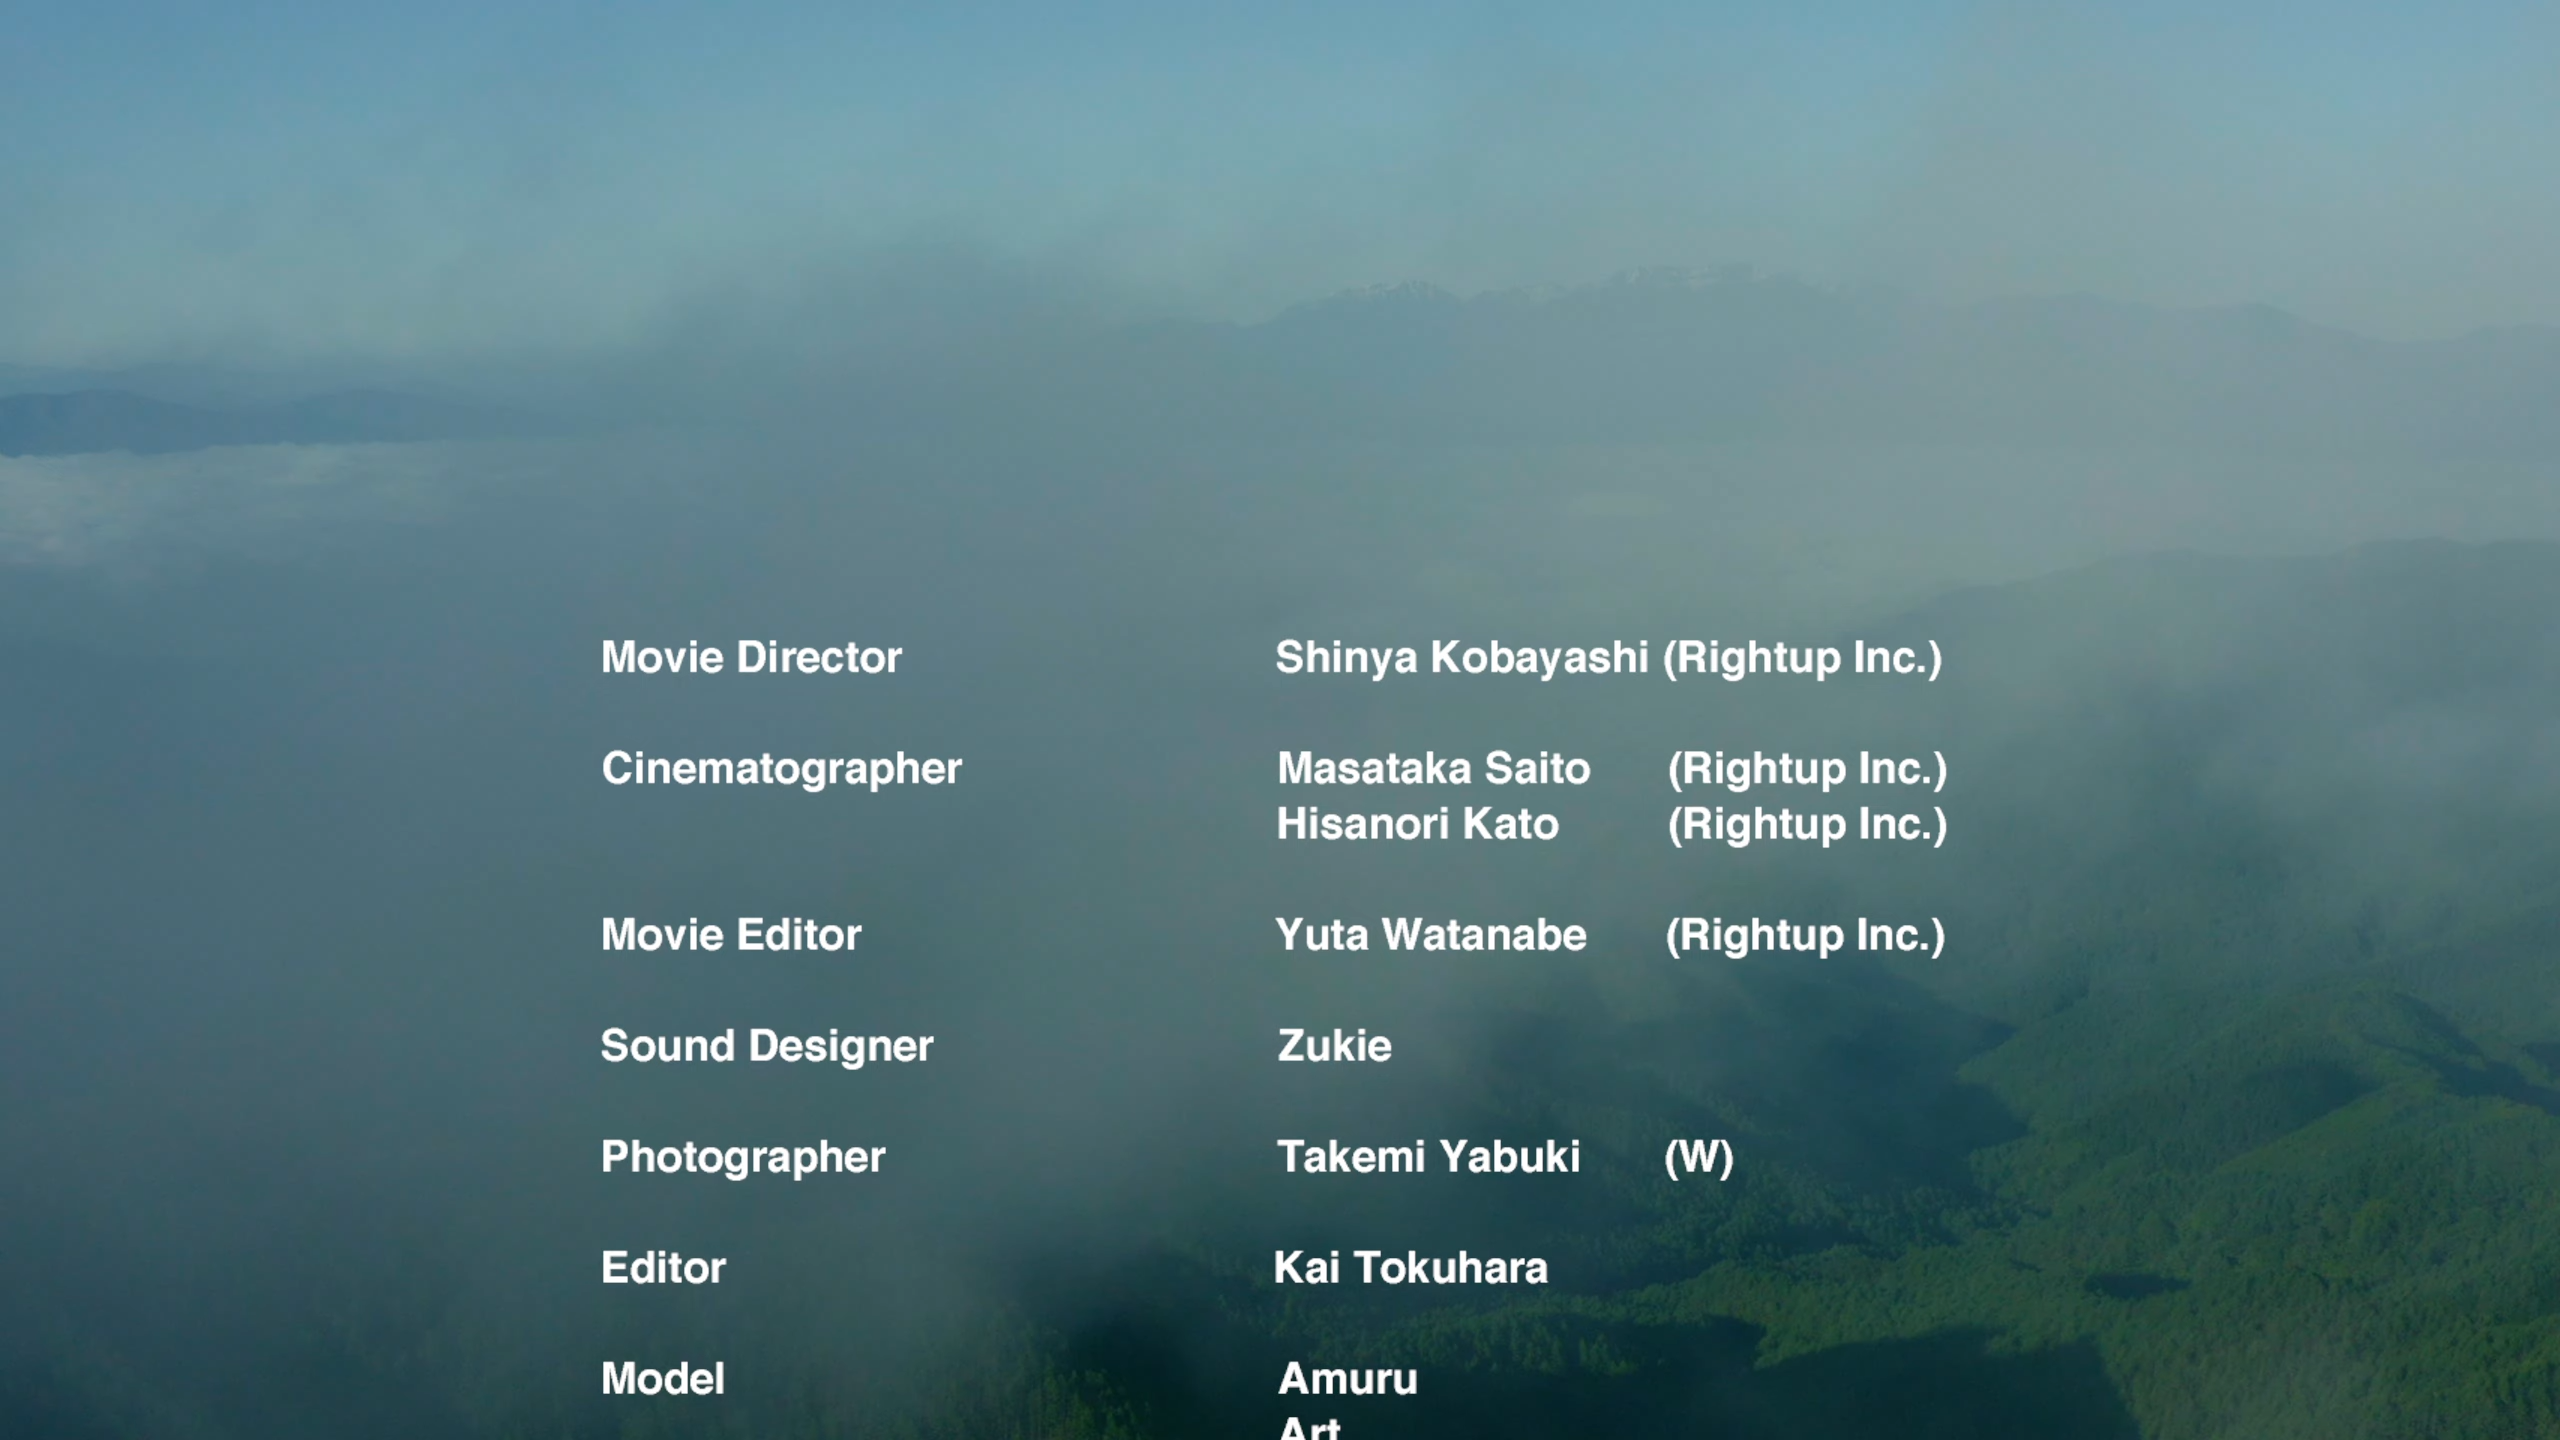 Movie Director Shinya Kobayashi (Rightup Inc.)
Cinematographer Masataka Saito (Rightup Inc.)
Hisanori Kato (Rightup Inc.)
Movie Editor Yuta Watanabe (Rightup Inc.)
Sound Designer Zukie
Photographer Takemi Yabuki (W)
Editor Kai Tokuhara
Model Amuru
Art